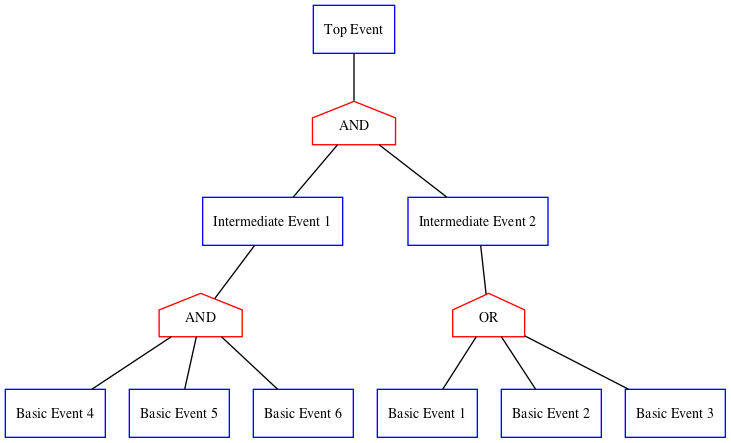 Top Event
AND
Intermediate Event 1
Intermediate Event 2
AND
OR
Basic Event 4
Basic Event 5
Basic Event 6
Basic Event 1
Basic Event 2
Basic Event 3